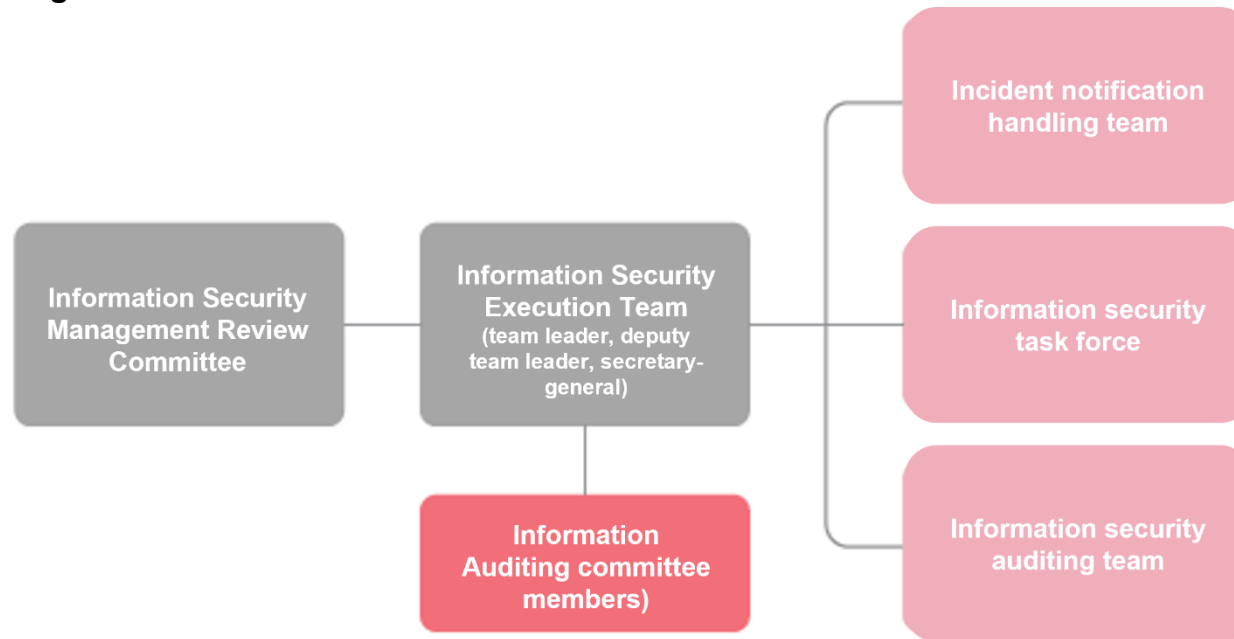 Information Security
Management Review
Committee
Information Security
Execution Team
(team leader, deputy
team leader, secretary-
general)
Information
Auditing committee
members)
Incident notification
handling team
Information security
task force
Information security
auditing team